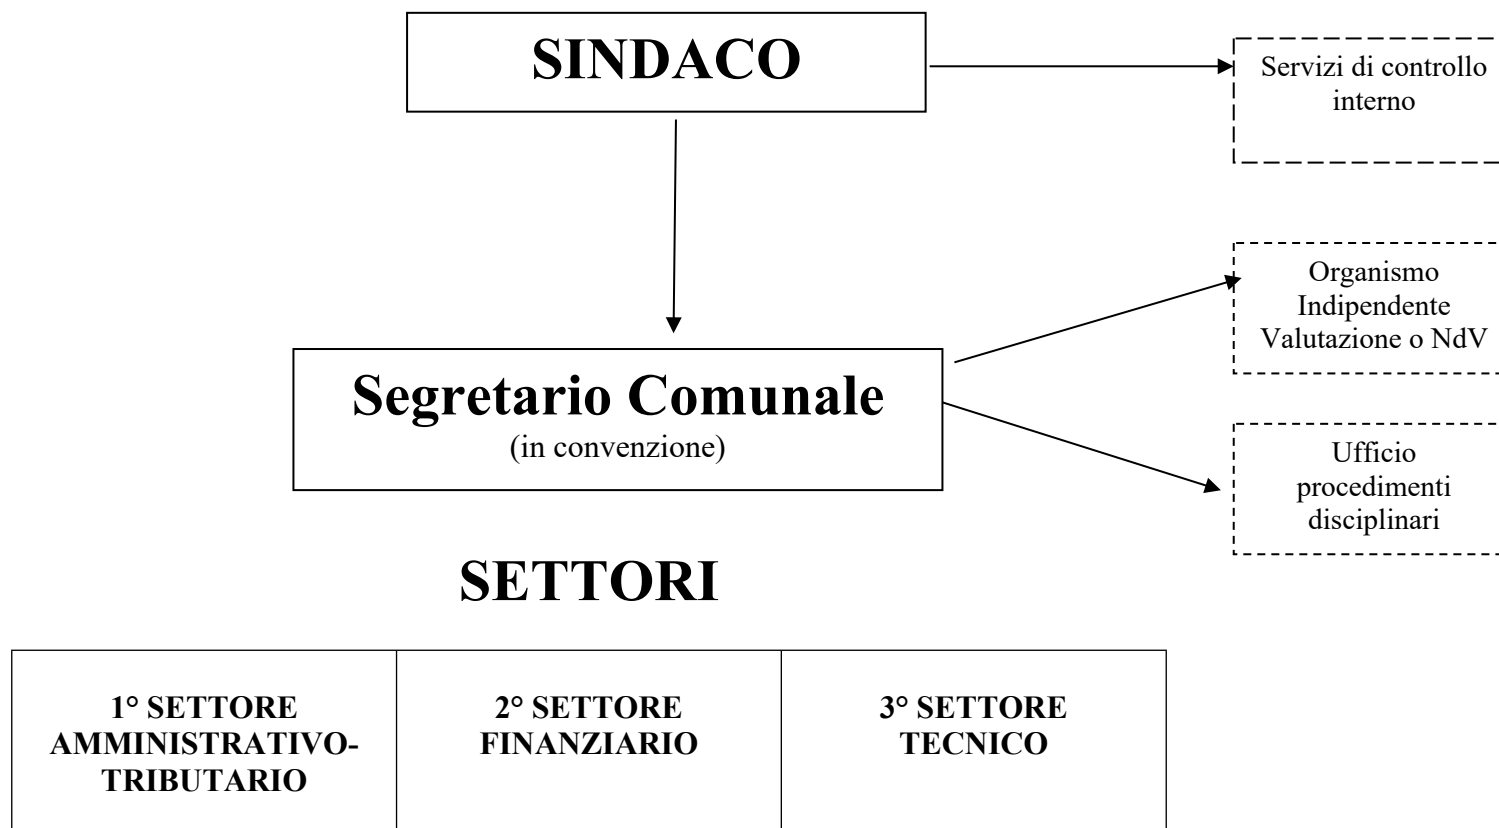 SINDACO
Servizi di controllo
interno
Organismo
Indipendente
Valutazione o NdV
Segretario Comunale
(in convenzione)
Ufficio
procedimenti
disciplinari
SETTORI
1° SETTORE
AMMINISTRATIVO-
TRIBUTARIO
2° SETTORE
FINANZIARIO
3° SETTORE
TECNICO